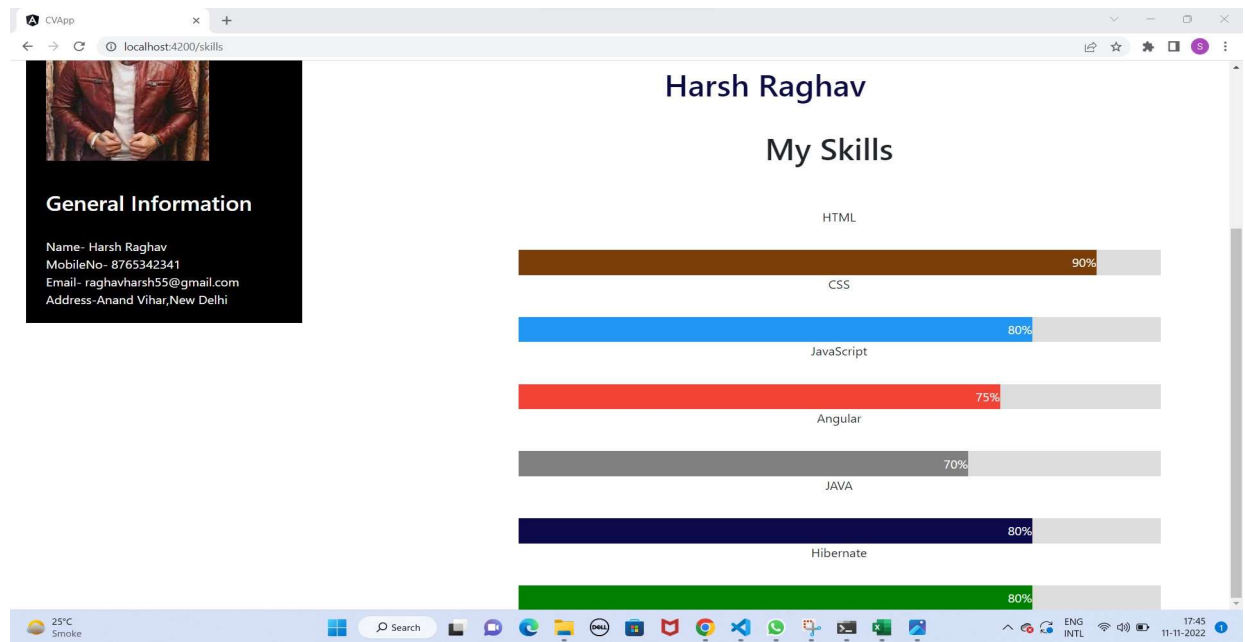 CVApp
localhost:4200/skills
S
General Information
Name- Harsh Raghav
MobileNo- 8765342341
Email- raghavharsh55@gmail.com
Address-Anand Vihar,New Delhi
Harsh Raghav
My Skills
HTML
90%
CSS
80%
JavaScript
75%
Angular
70%
JAVA
80%
Hibernate
80%
25°C
Smoke
Search
DELL
ENG
INTL
17:45
11-11-2022
1